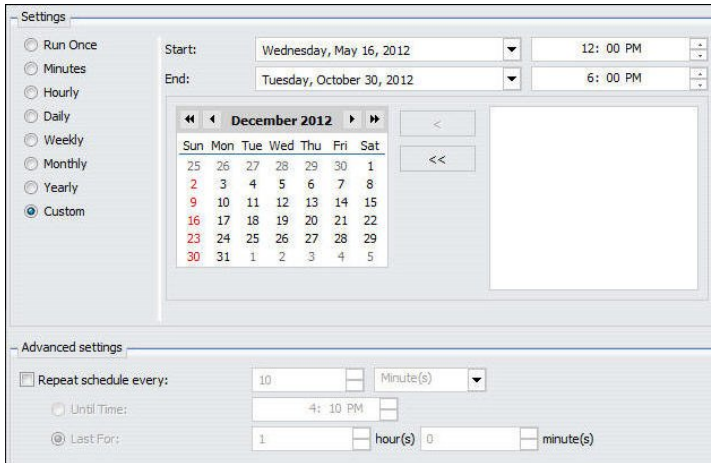 Settings
Run Once
Minutes
Hourly
Daily
Weekly
Monthly
Yearly
Custom
Start: Wednesday, May 16, 2012 12: 00 PM
End: Tuesday, October 30, 2012 6: 00 PM
December 2012
Sun Mon Tue Wed Thu Fri Sat
25 26 27 28 29 30 1
2 3 4 5 6 7 8
9 10 11 12 13 14 15
16 17 18 19 20 21 22
23 24 25 26 27 28 29
30 31 1 2 3 4 5
<
<<
Advanced settings
Repeat schedule every: 10 Minute(s)
Until Time: 4: 10 PM
Last For: 1 hour(s) 0 minute(s)